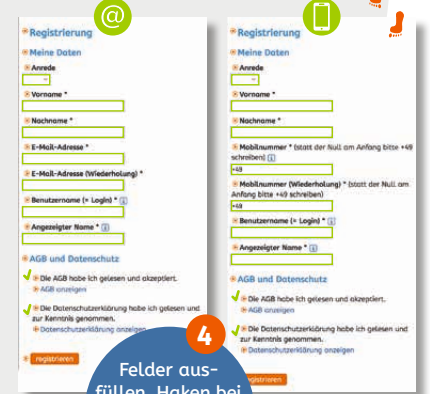 @
Registrierung
Meine Daten
Anrede
Vorname *
Nachname *
E-Mail-Adresse *
E-Mail-Adresse (Wiederholung) *
Benutzername (= Login) * i
Angezeigter Name * i
AGB und Datenschutz
Die AGB habe ich gelesen und akzeptiert.
AGB anzeigen
Die Datenschutzerklärung habe ich gelesen und
zur Kenntnis genommen.
Datenschutzerklärung anzeigen
registrieren
Registrierung
Meine Daten
Anrede
Vorname *
Nachname *
Mobilnummer * (statt der Null am Anfang bitte +49
schreiben) i
+49
Mobilnummer (Wiederholung) * (statt der Null am
Anfang bitte +49 schreiben)
+49
Benutzername (= Login) * i
Angezeigter Name * i
AGB und Datenschutz
Die AGB habe ich gelesen und akzeptiert.
AGB anzeigen
Die Datenschutzerklärung habe ich gelesen und
zur Kenntnis genommen.
Datenschutzerklärung anzeigen
registrieren
4
Felder aus-
füllen, Haken bei